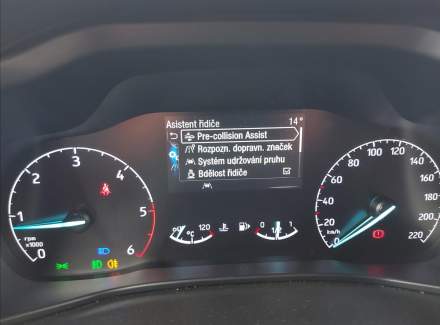 Asistent řidiče 14°
Pre-collision Assist
Rozpozn. dopravn. značek
Systém udržování pruhu
Bdělost řidiče
0 1 2 3 4 5 6
rpm
x1000
120
°C
0 1/2 1
0 20 40 60 80 100 120 140 160 180 200 220
km/h